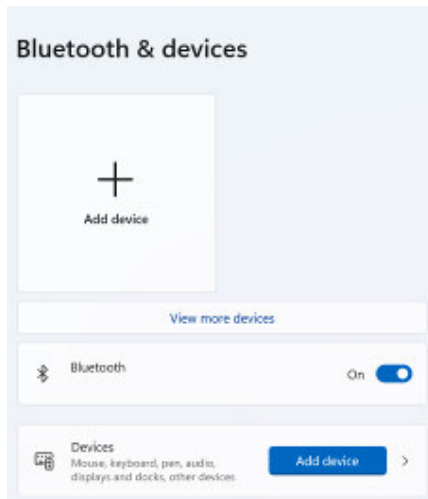 Bluetooth & devices
Add device
View more devices
Bluetooth
On
Devices
Mouse, keyboard, pen, audio,
displays and docks, other devices
Add device